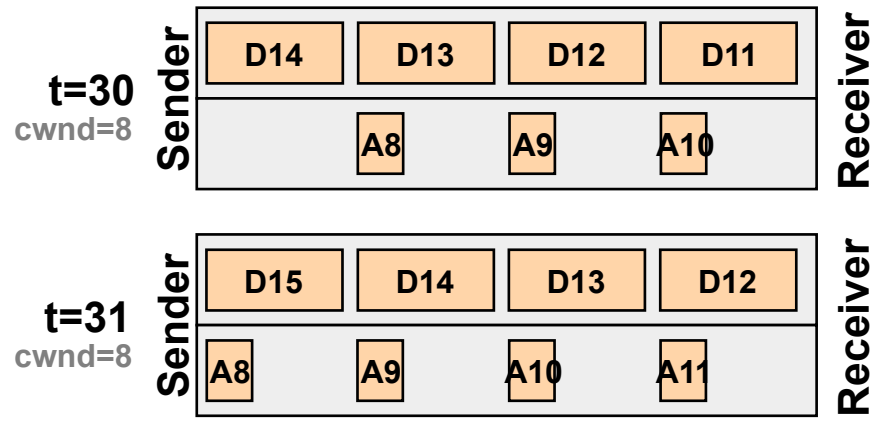 t=30
cwnd=8
Sender
D14 D13 D12 D11
A8 A9 A10
Receiver
t=31
cwnd=8
Sender
D15 D14 D13 D12
A8 A9 A10 A11
Receiver